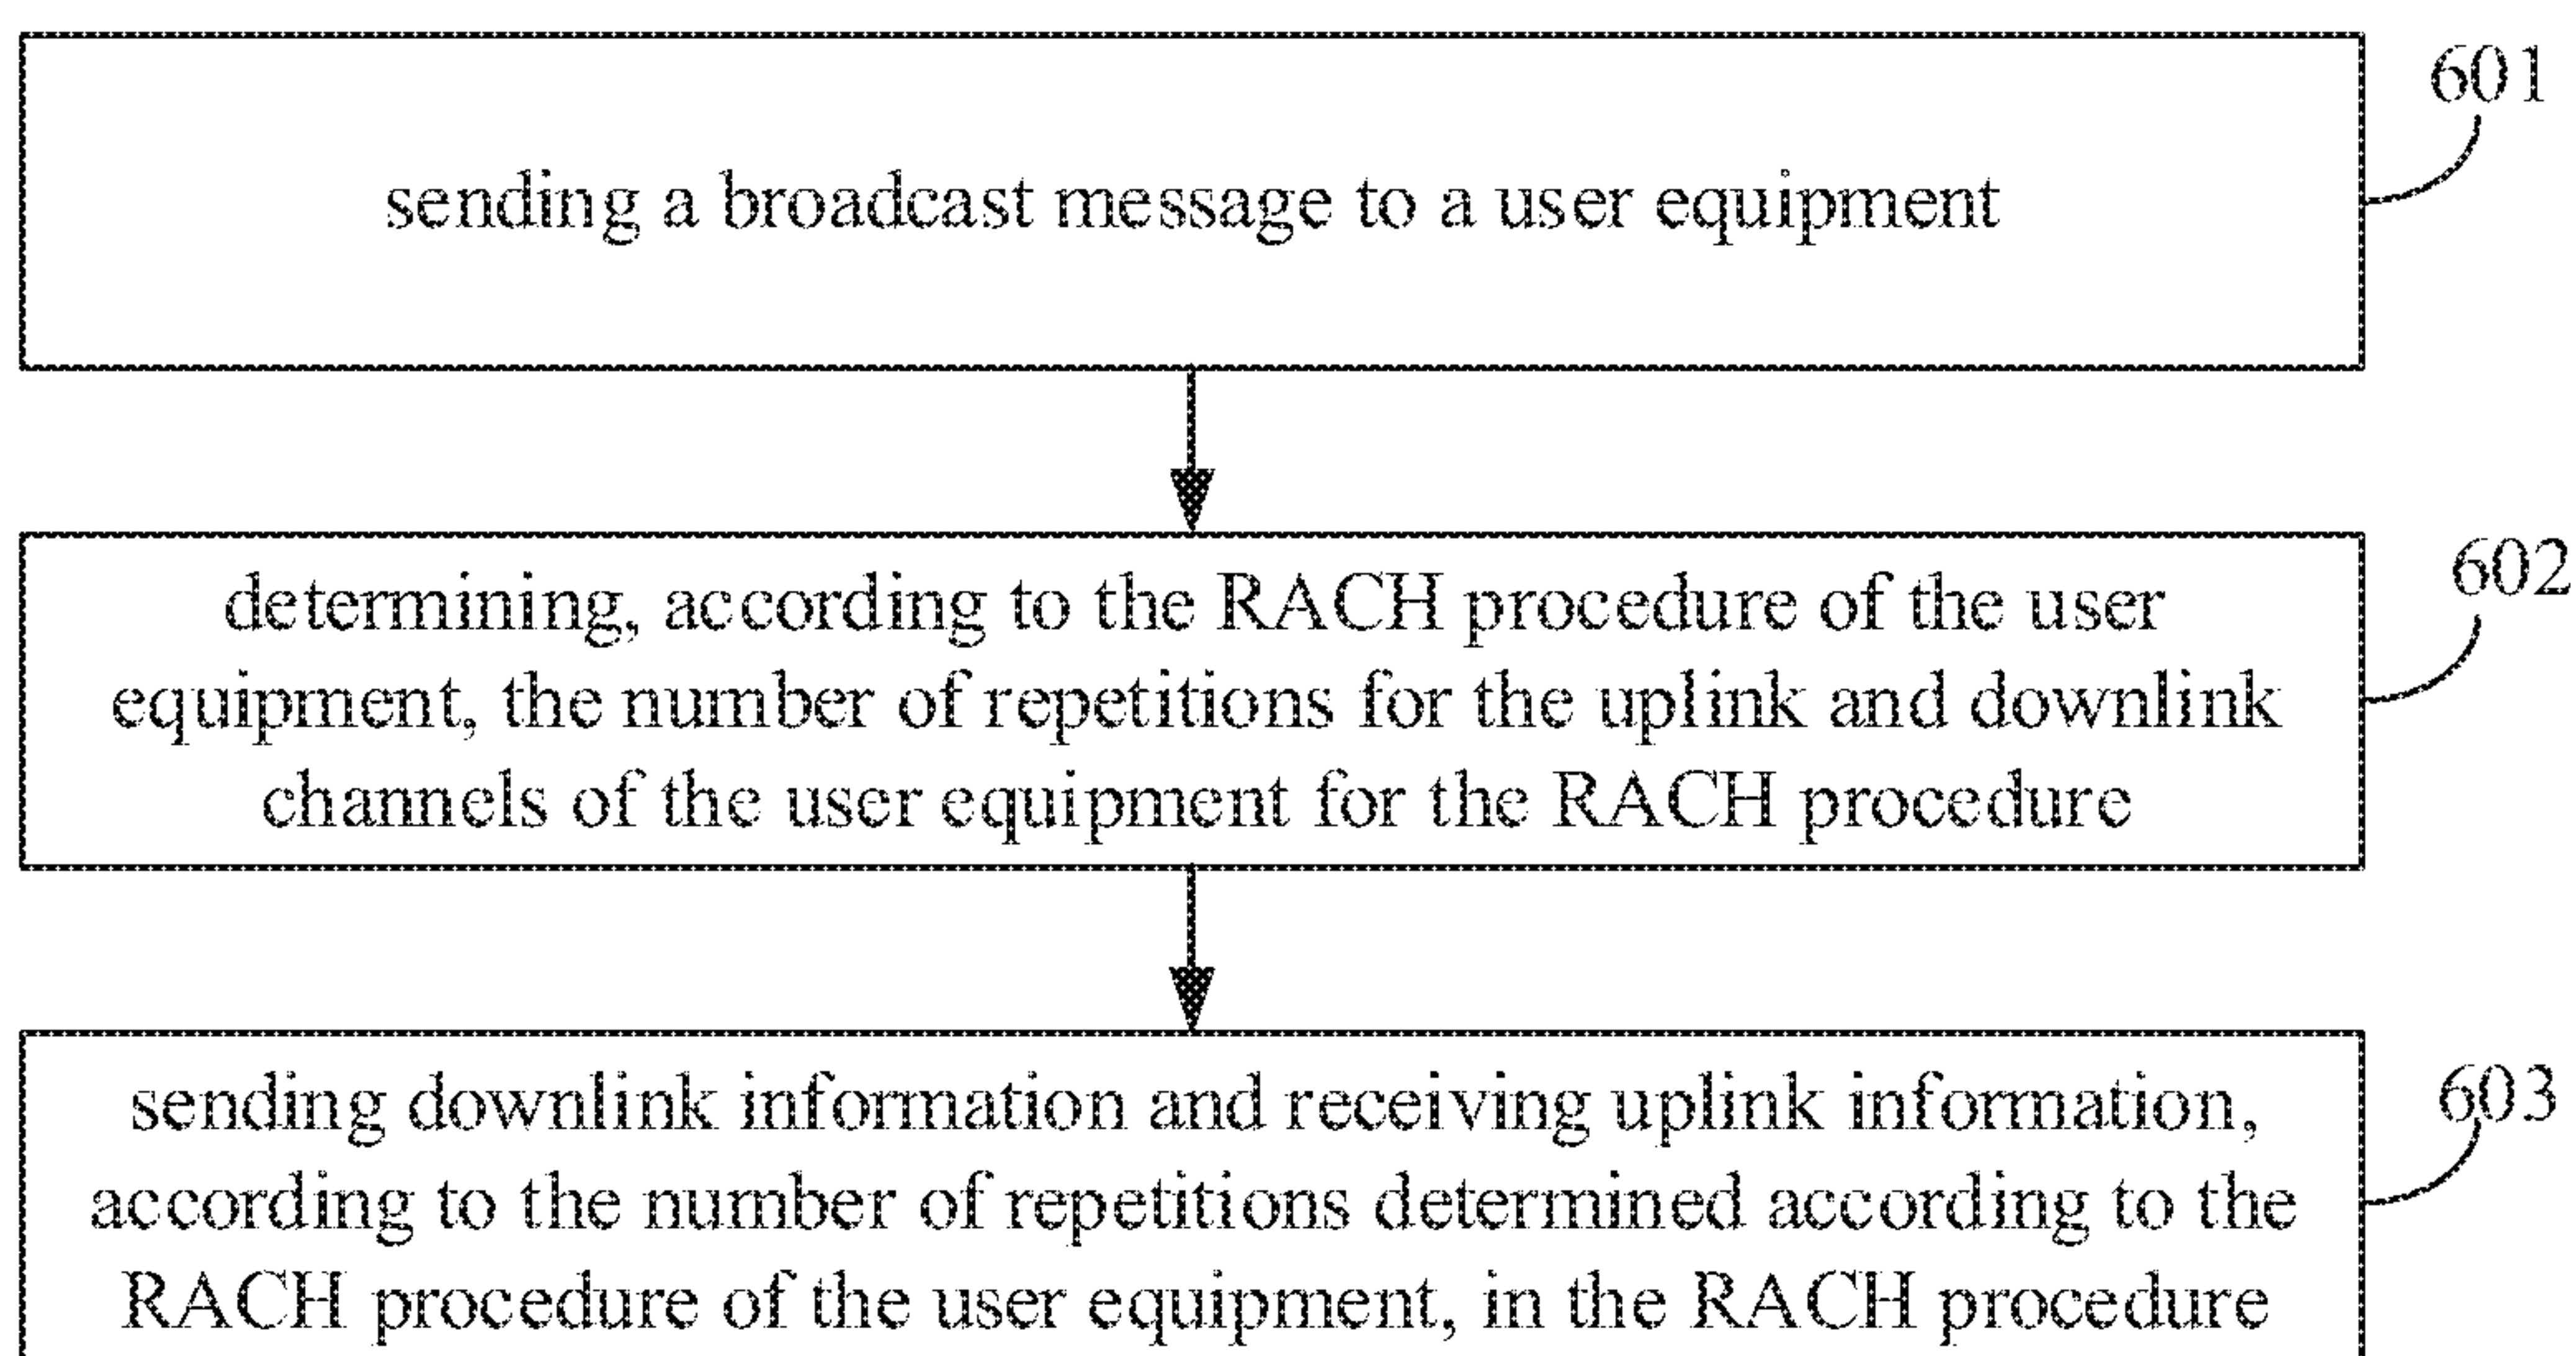 601
sending a broadcast message to a user equipment
602
determining, according to the RACH procedure of the user
equipment, the number of repetitions for the uplink and downlink
channels of the user equipment for the RACH procedure
603
sending downlink information and receiving uplink information,
according to the number of repetitions determined according to the
RACH procedure of the user equipment, in the RACH procedure